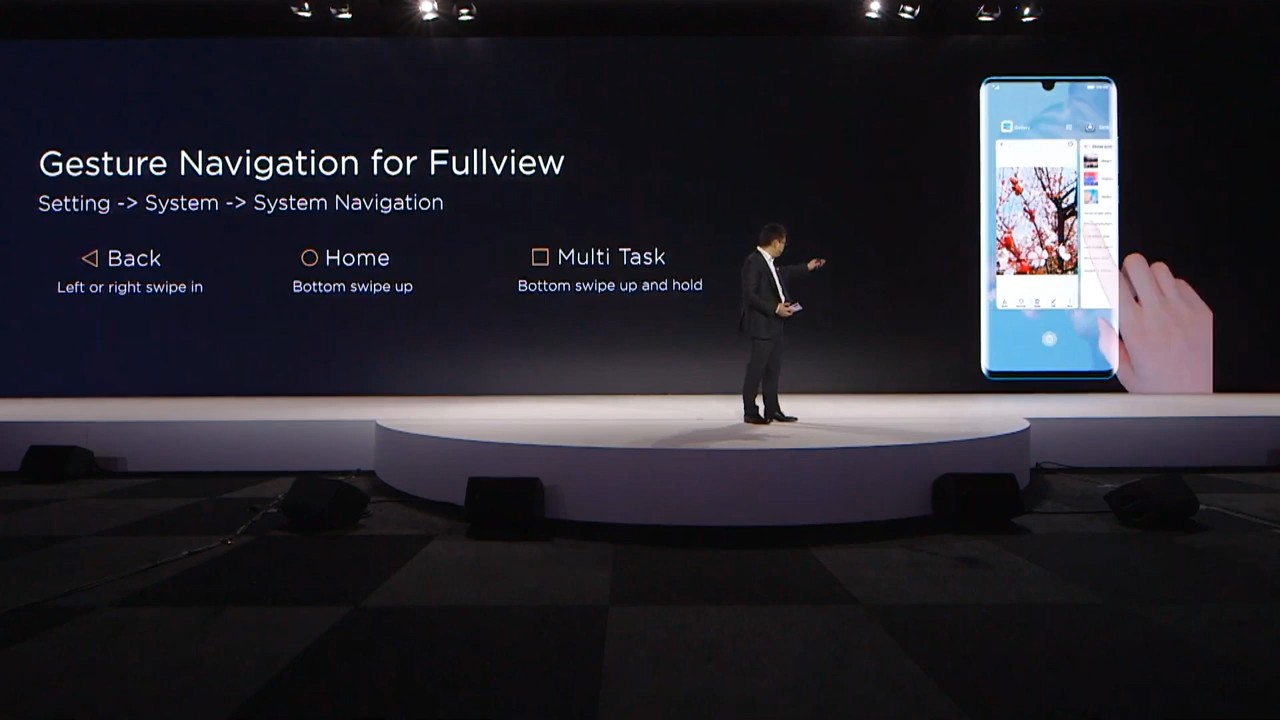 Gesture Navigation for Fullview
Setting -> System -> System Navigation
Back
Left or right swipe in
Home
Bottom swipe up
Multi Task
Bottom swipe up and hold
Gallery